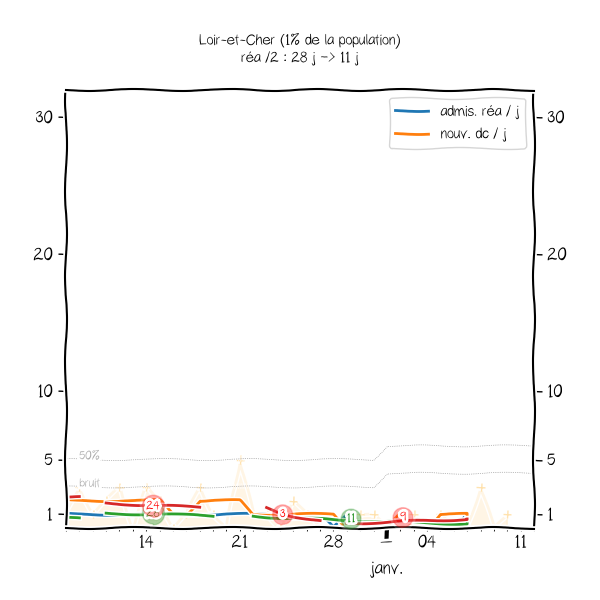 Loir-et-Cher (1% de la population)
réa /2 : 28 j -> 11 j
admis. réa / j
nouv. dc / j
30 30
20 20
10 10
5 5
1 1
50%
bruit
24
3
11
9
14 21 28 1 04 11
janv.